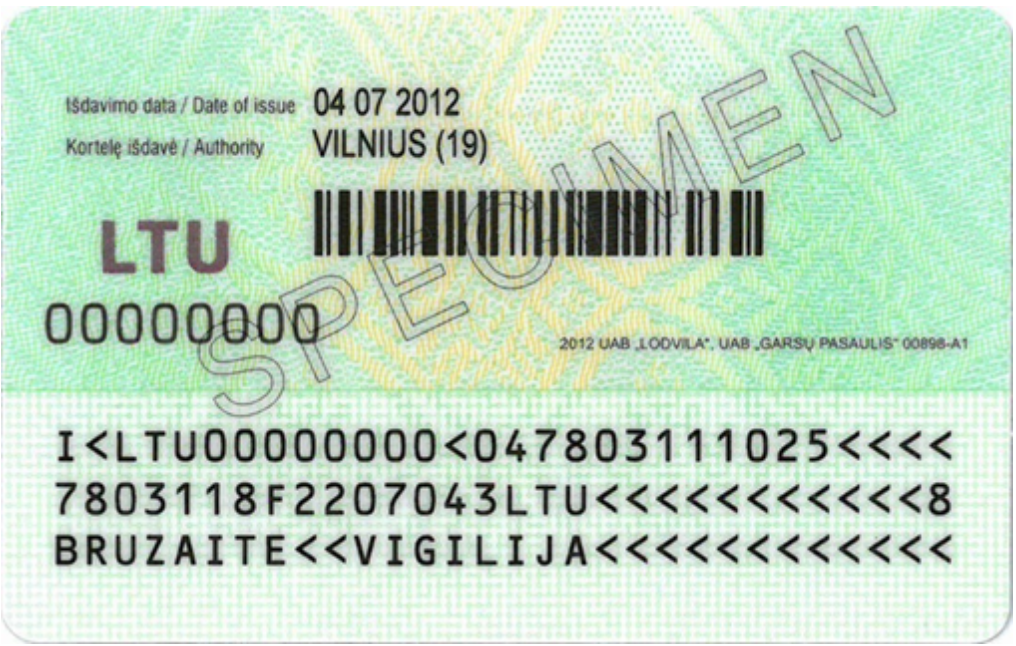 Išdavimo data / Date of issue 04 07 2012
Kortelę išdavė / Authority VILNIUS (19)
SPECIMEN
LTU
00000000
2012 UAB „LODVILA“, UAB „GARSŲ PASAULIS“ 00898-A1
I<LTU00000000<047803111025<<<<
7803118F2207043LTU<<<<<<<<<<<8
BRUZAITE<<VIGILIJA<<<<<<<<<<<<